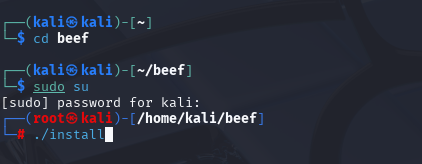 ┌──(kali㉿kali)-[~]
└─$ cd beef
┌──(kali㉿kali)-[~/beef]
└─$ sudo su
[sudo] password for kali:
┌──(root㉿kali)-[/home/kali/beef]
└─# ./install